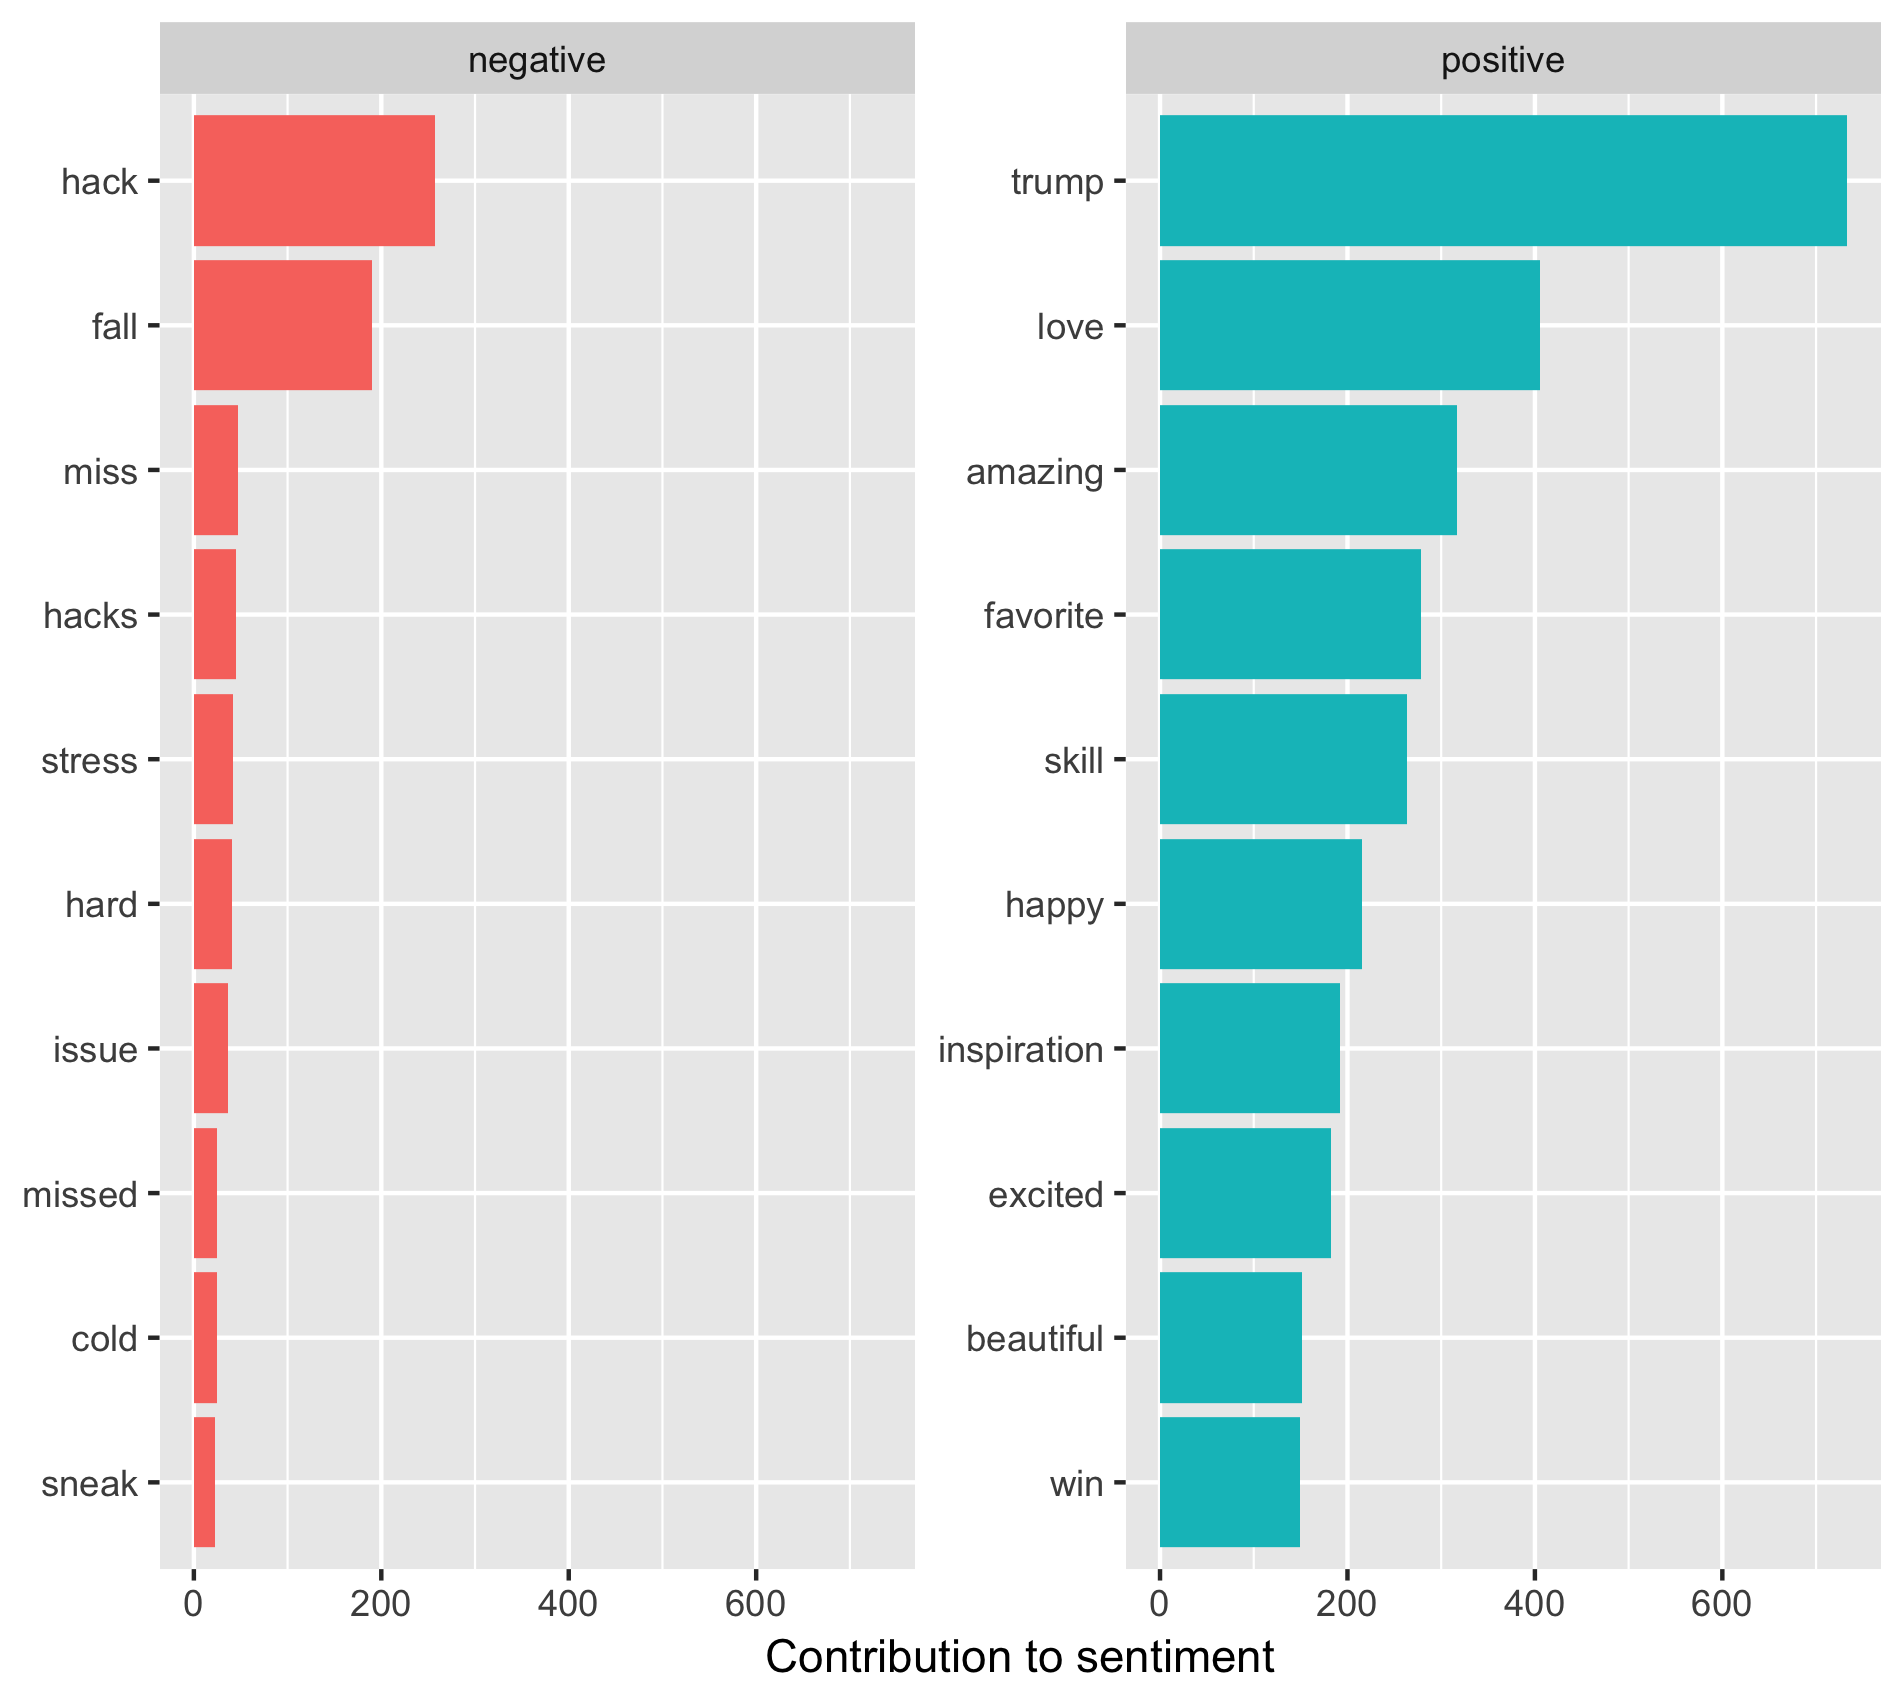 negative
hack
fall
miss
hacks
stress
hard
issue
missed
cold
sneak
0 200 400 600
positive
trump
love
amazing
favorite
skill
happy
inspiration
excited
beautiful
win
0 200 400 600
Contribution to sentiment